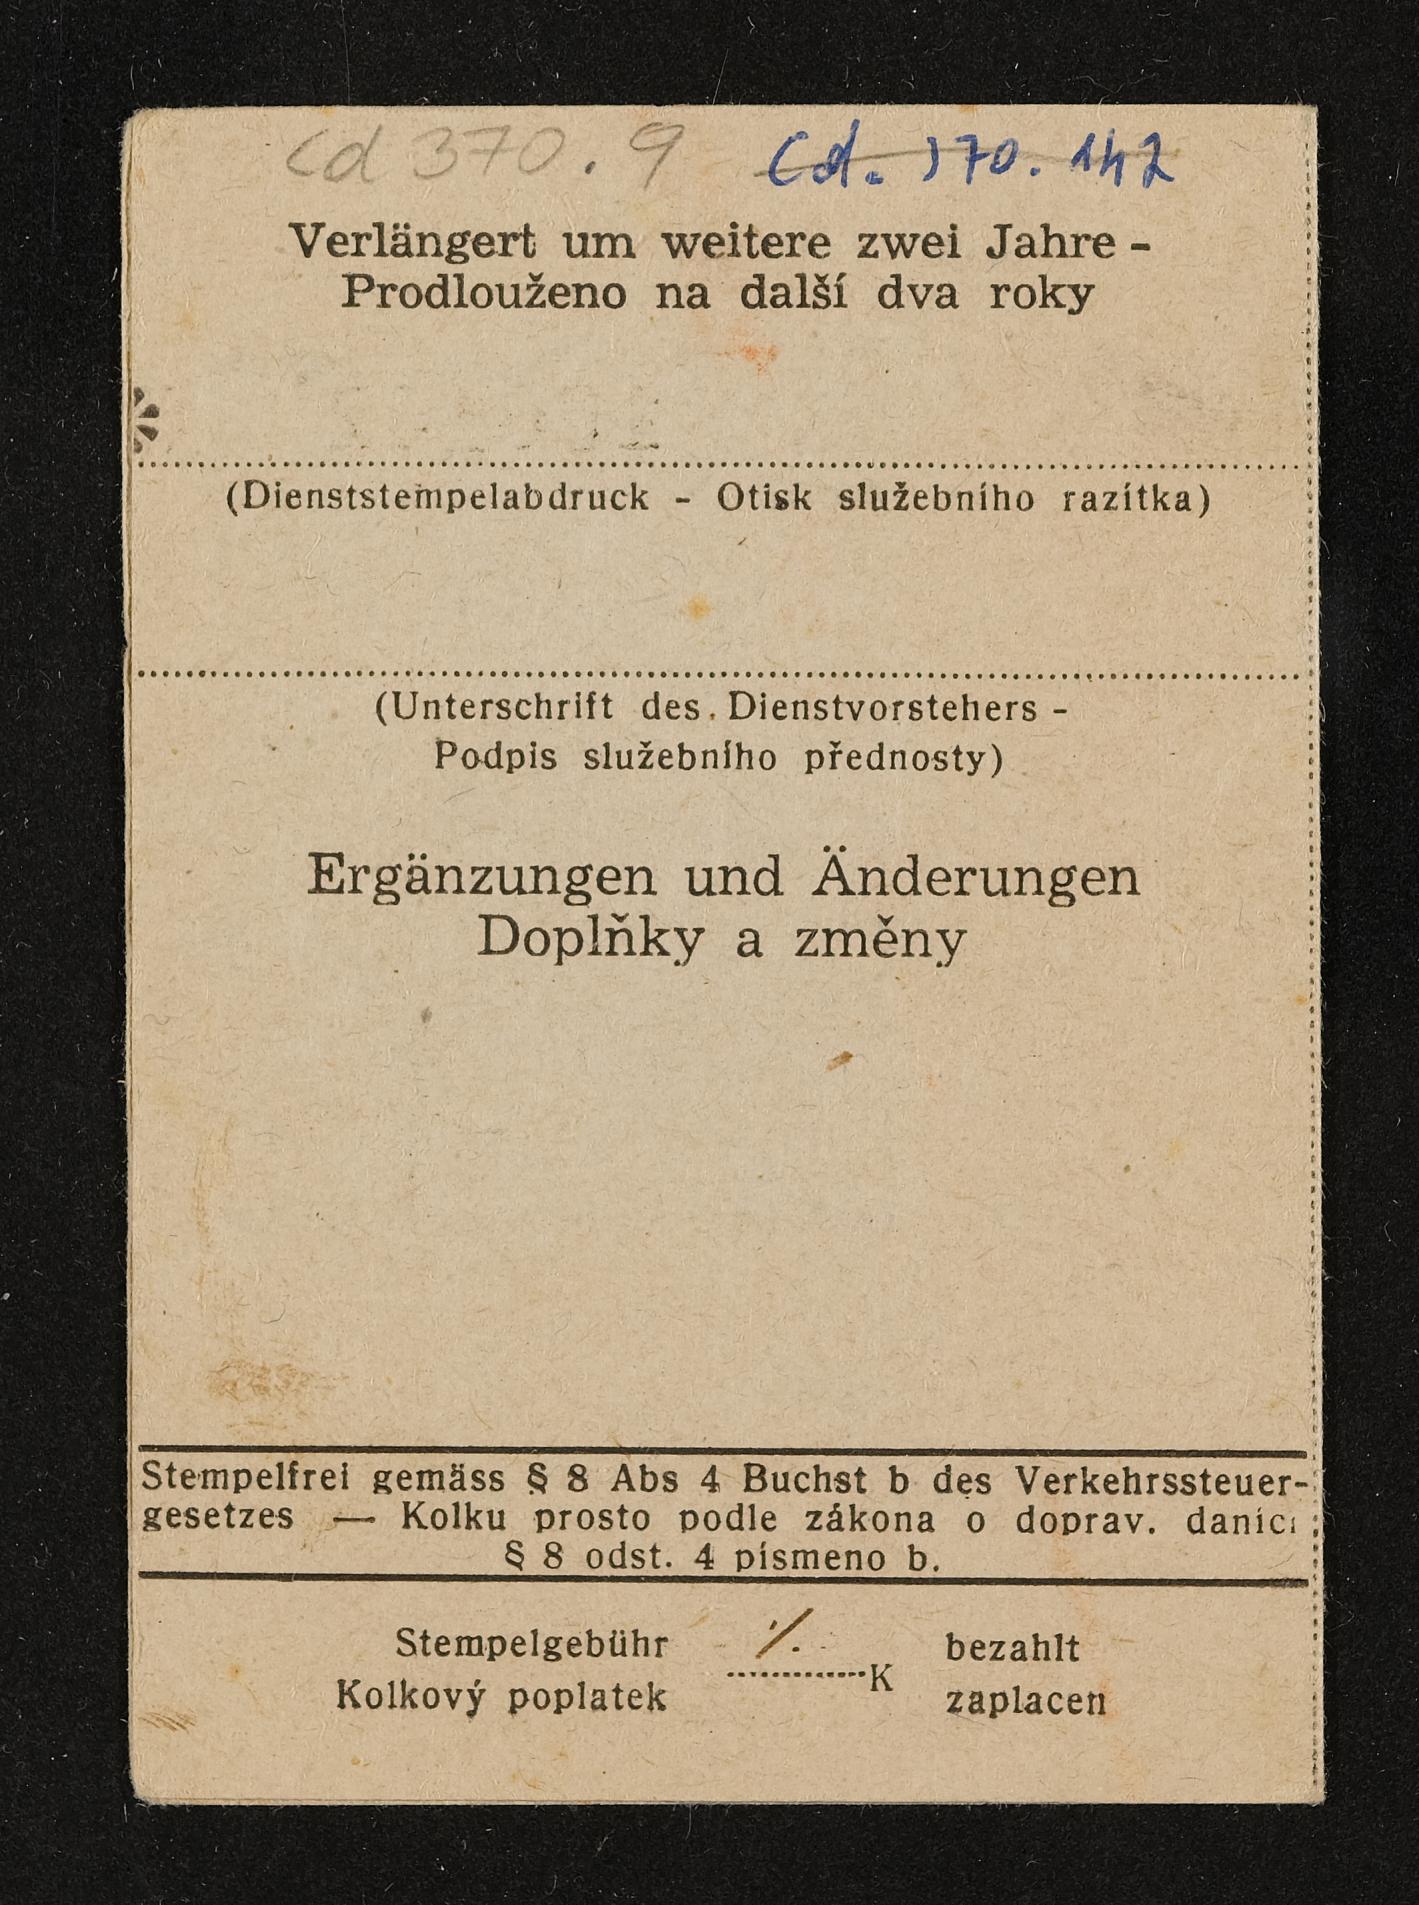 Cd 370.9 Cd. 370.142
Verlängert um weitere zwei Jahre -
Prodlouženo na další dva roky
(Dienststempelabdruck - Otisk služebního razítka)
(Unterschrift des Dienstvorstehers -
Podpis služebního přednosty)
Ergänzungen und Änderungen
Doplňky a změny
Stempelfrei gemäss § 8 Abs 4 Buchst b des Verkehrssteuer-
gesetzes — Kolku prosto podle zákona o doprav. daníci
§ 8 odst. 4 písmeno b.
Stempelgebühr ·/. bezahlt
K
Kolkový poplatek zaplacen